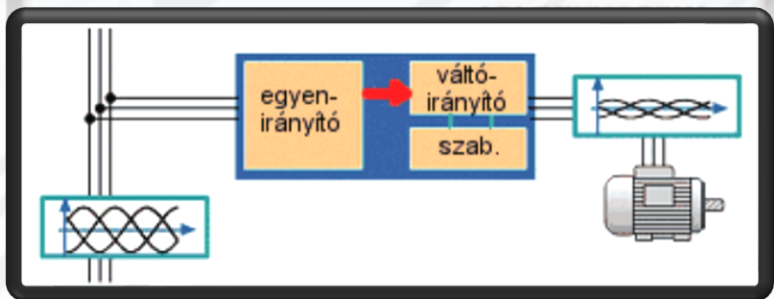 egyen-
irányító
váltó-
irányító
szab.